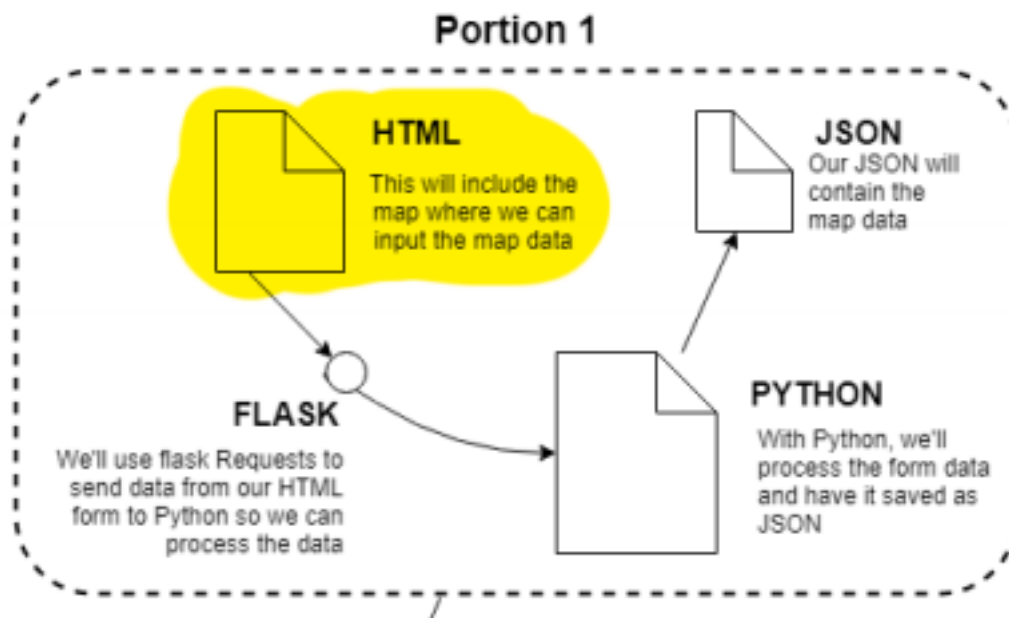 Portion 1
HTML
This will include the
map where we can
input the map data
JSON
Our JSON will
contain the
map data
FLASK
We'll use flask Requests to
send data from our HTML
form to Python so we can
process the data
PYTHON
With Python, we'll
process the form data
and have it saved as
JSON